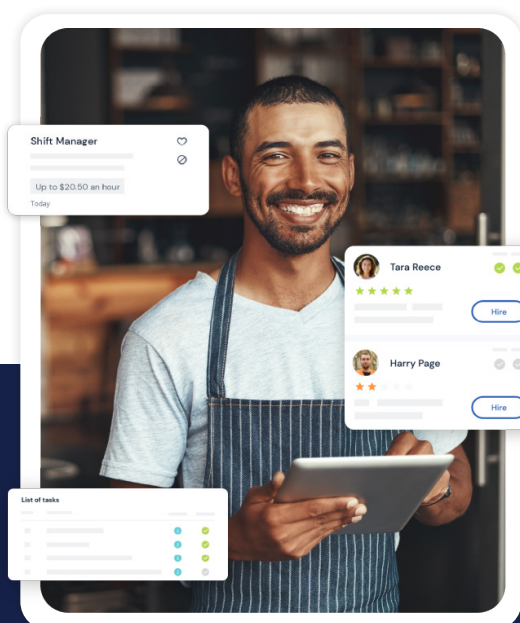 Shift Manager
Up to $20.50 an hour
Today
Tara Reece
Hire
Harry Page
Hire
List of tasks